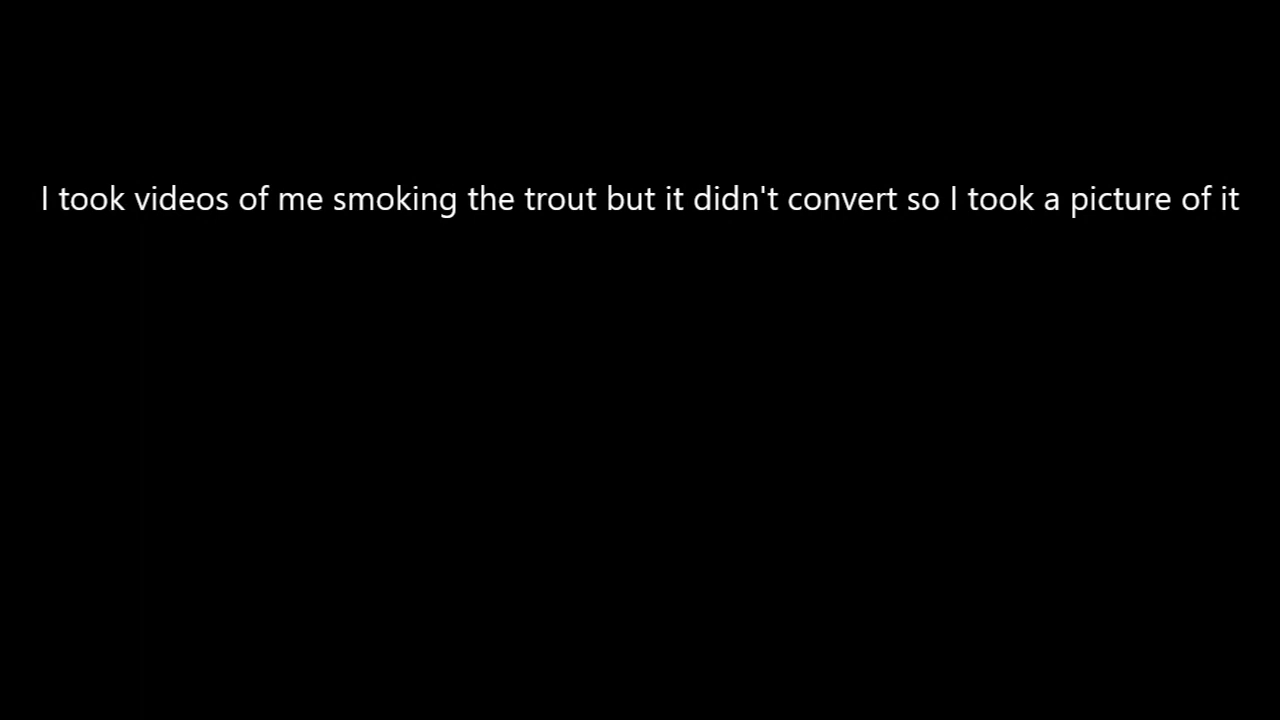 I took videos of me smoking the trout but it didn't convert so I took a picture of it